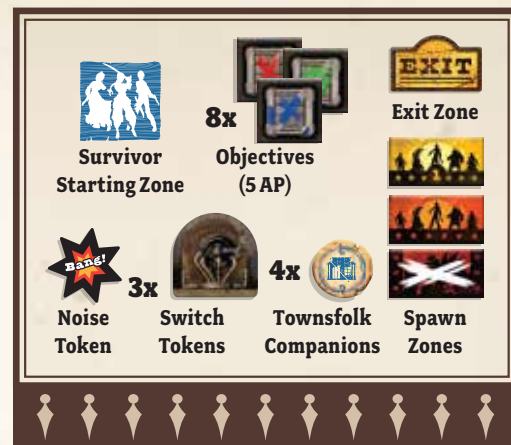 EXIT
8x
Exit Zone
Survivor
Starting Zone
Objectives
(5 AP)
Bang!
3x
4x
Noise
Token
Switch
Tokens
Townsfolk
Companions
Spawn
Zones